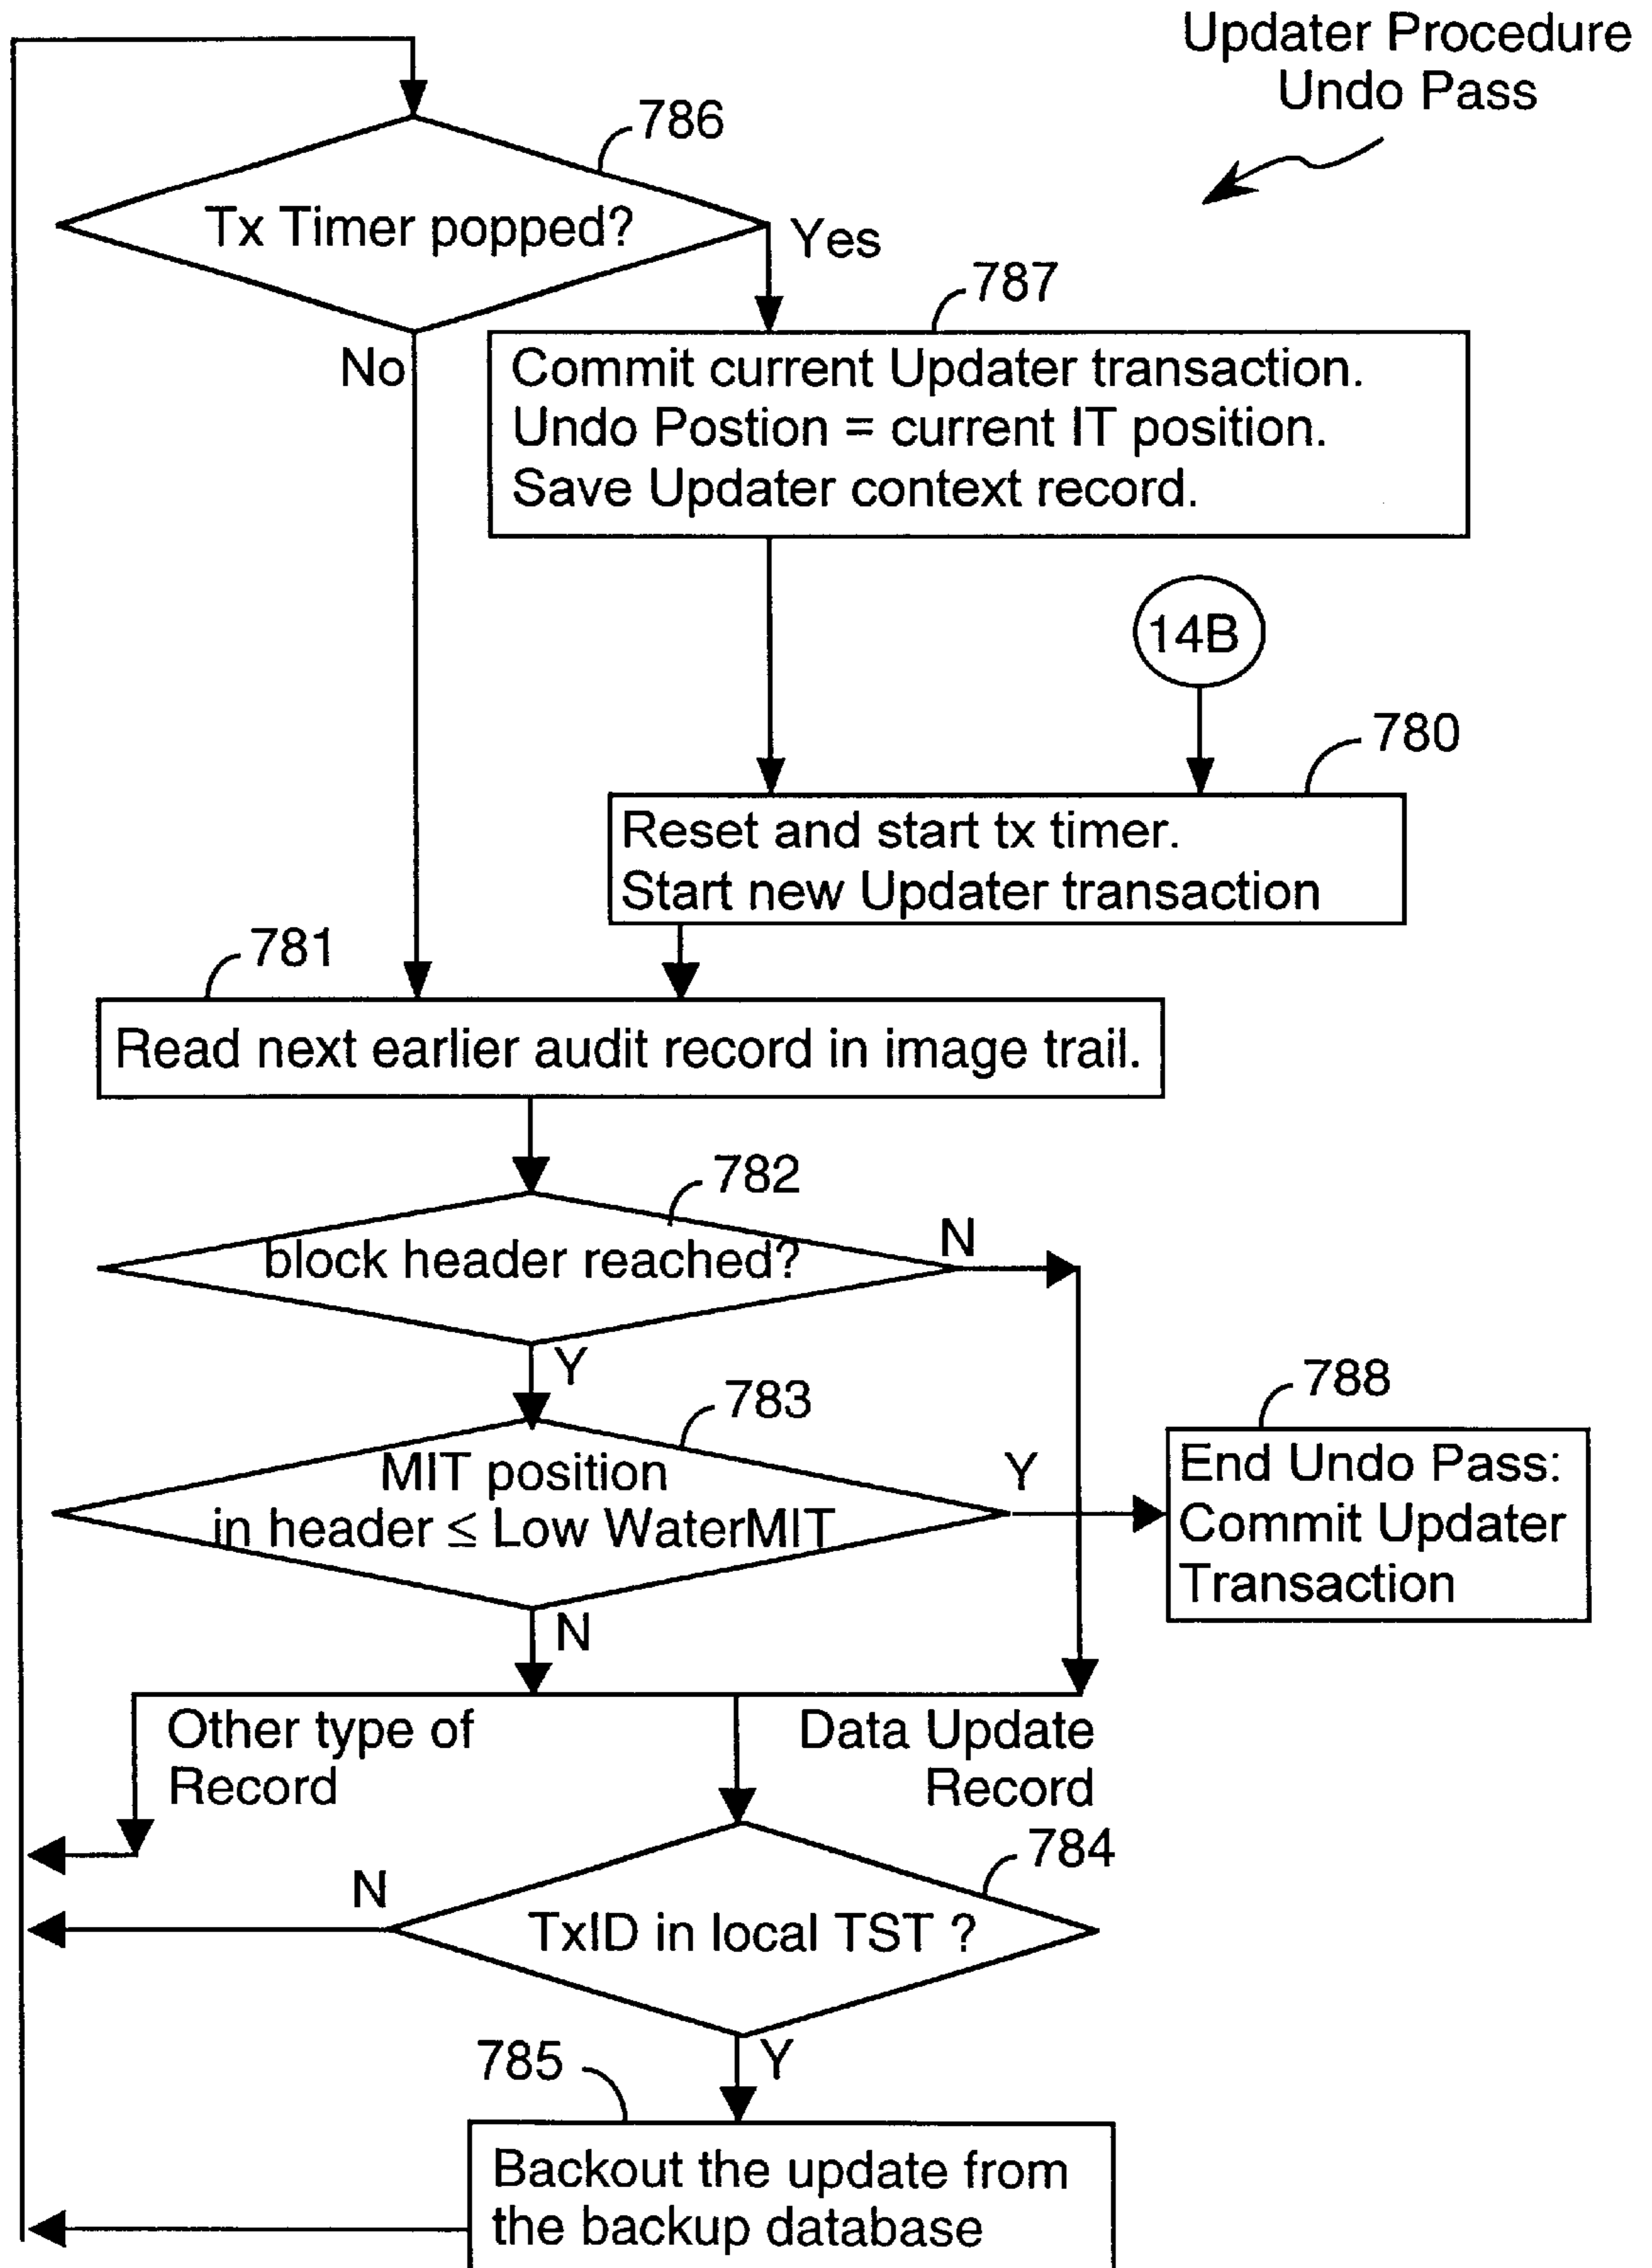 Updater Procedure
Undo Pass
786
Tx Timer popped?
Yes
787
No
Commit current Updater transaction.
Undo Postion = current IT position.
Save Updater context record.
14B
780
Reset and start tx timer.
Start new Updater transaction
781
Read next earlier audit record in image trail.
782
block header reached?
N
Y
783
788
MIT position
in header ≤ Low WaterMIT
Y
End Undo Pass:
Commit Updater
Transaction
N
Other type of
Record
Data Update
Record
784
N
TxID in local TST ?
785
Y
Backout the update from
the backup database